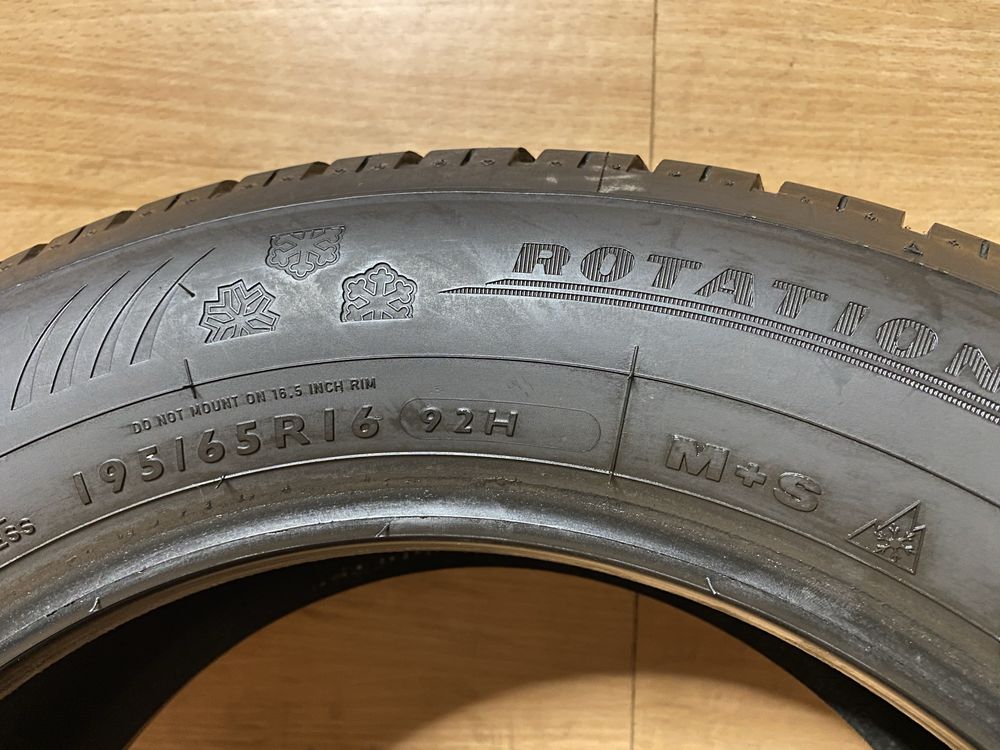 ROTATION
DO NOT MOUNT ON 16.5 INCH RIM
195/65R16 92H
M+S